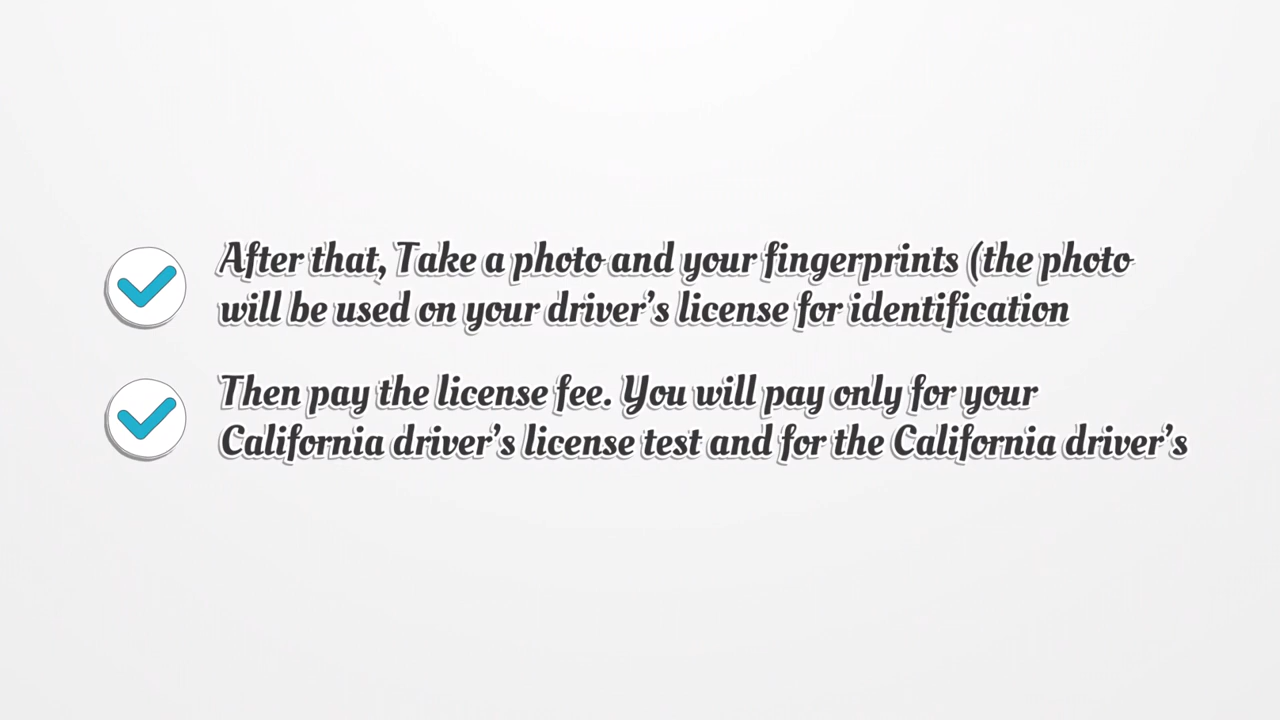 After that, Take a photo and your fingerprints (the photo
will be used on your driver's license for identification
Then pay the license fee. You will pay only for your
California driver's license test and for the California driver's